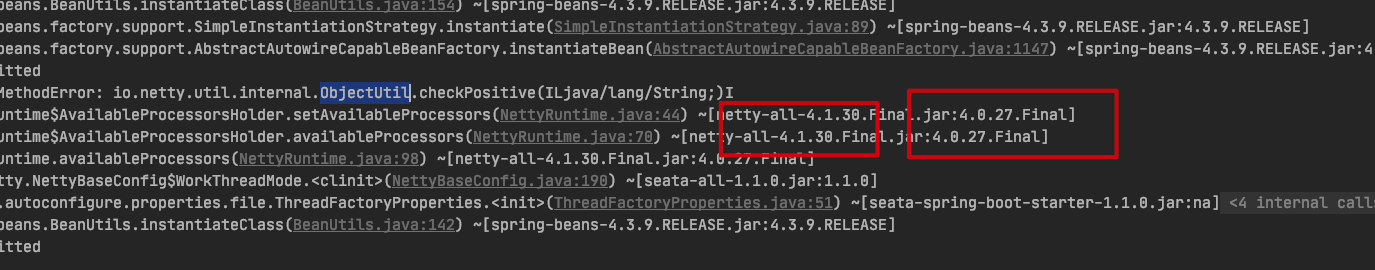 beans.BeanUtils.instantiateClass(BeanUtils.java:154) ~[spring-beans-4.3.9.RELEASE.jar:4.3.9.RELEASE]
beans.factory.support.SimpleInstantiationStrategy.instantiate(SimpleInstantiationStrategy.java:89) ~[spring-beans-4.3.9.RELEASE.jar:4.3.9.RELEASE]
beans.factory.support.AbstractAutowireCapableBeanFactory.instantiateBean(AbstractAutowireCapableBeanFactory.java:1147) ~[spring-beans-4.3.9.RELEASE.jar:4
itted
MethodError: io.netty.util.internal.ObjectUtil.checkPositive(ILjava/lang/String;)I
untime$AvailableProcessorsHolder.setAvailableProcessors(NettyRuntime.java:44) ~[netty-all-4.1.30.Final.jar:4.0.27.Final]
untime$AvailableProcessorsHolder.availableProcessors(NettyRuntime.java:70) ~[netty-all-4.1.30.Final.jar:4.0.27.Final]
untime.availableProcessors(NettyRuntime.java:98) ~[netty-all-4.1.30.Final.jar:4.0.27.Final]
tty.NettyBaseConfig$WorkThreadMode.<clinit>(NettyBaseConfig.java:190) ~[seata-all-1.1.0.jar:1.1.0]
.autoconfigure.properties.file.ThreadFactoryProperties.<init>(ThreadFactoryProperties.java:51) ~[seata-spring-boot-starter-1.1.0.jar:na] <4 internal calls
beans.BeanUtils.instantiateClass(BeanUtils.java:142) ~[spring-beans-4.3.9.RELEASE.jar:4.3.9.RELEASE]
itted